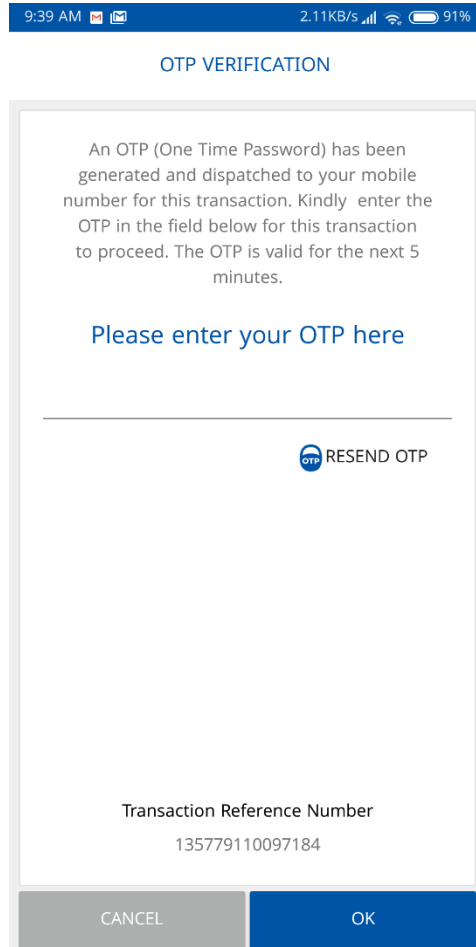 9:39 AM 2.11KB/s 91%
OTP VERIFICATION
An OTP (One Time Password) has been
generated and dispatched to your mobile
number for this transaction. Kindly enter the
OTP in the field below for this transaction
to proceed. The OTP is valid for the next 5
minutes.
Please enter your OTP here
OTP RESEND OTP
Transaction Reference Number
135779110097184
CANCEL OK